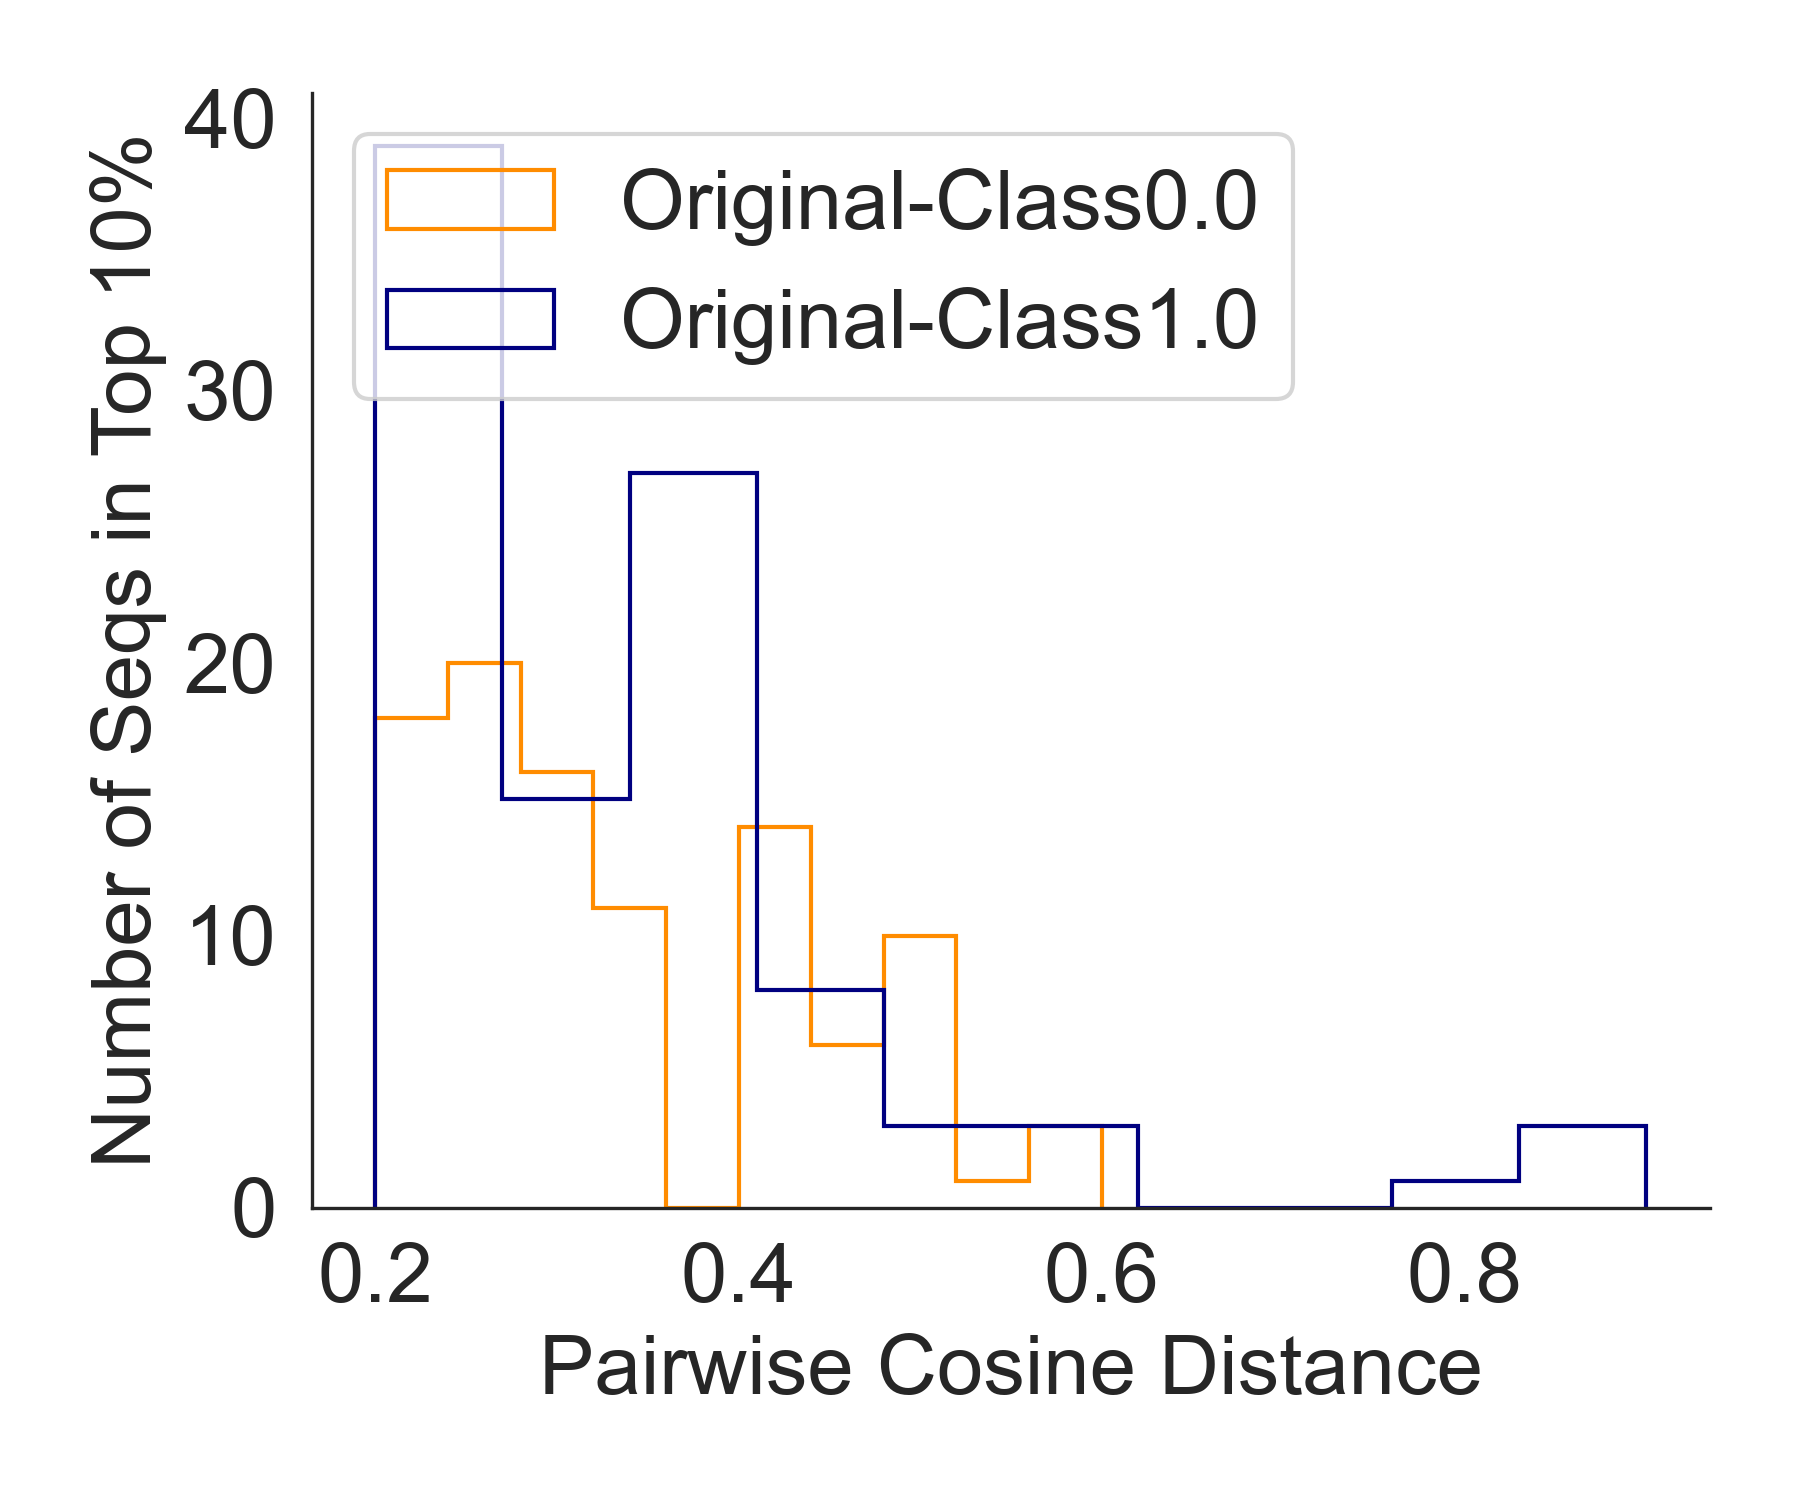 Number of Seqs in Top 10%
40
30
20
10
0
Original-Class0.0
Original-Class1.0
0.2 0.4 0.6 0.8
Pairwise Cosine Distance